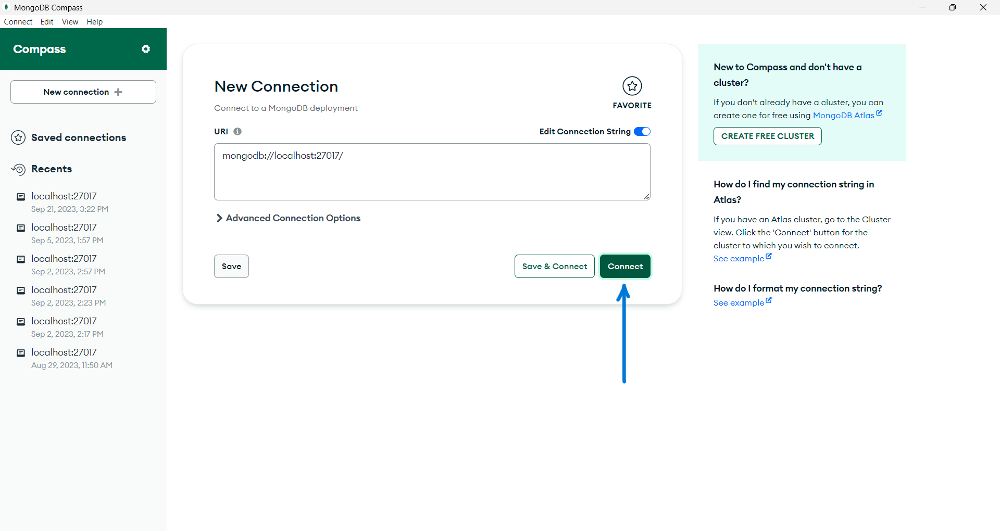 MongoDB Compass
Connect Edit View Help
Compass
New connection
Saved connections
Recents
localhost:27017
Sep 21, 2023, 3:22 PM
localhost:27017
Sep 5, 2023, 1:57 PM
localhost:27017
Sep 2, 2023, 2:57 PM
localhost:27017
Sep 2, 2023, 2:23 PM
localhost:27017
Sep 2, 2023, 2:17 PM
localhost:27017
Aug 29, 2023, 11:50 AM
New Connection
FAVORITE
Connect to a MongoDB deployment
URI
Edit Connection String
mongodb://localhost:27017/
Advanced Connection Options
Save
Save & Connect
Connect
New to Compass and don't have a
cluster?
If you don't already have a cluster, you can
create one for free using MongoDB Atlas
CREATE FREE CLUSTER
How do I find my connection string in
Atlas?
If you have an Atlas cluster, go to the Cluster
view. Click the 'Connect' button for the
cluster to which you wish to connect.
See example
How do I format my connection string?
See example